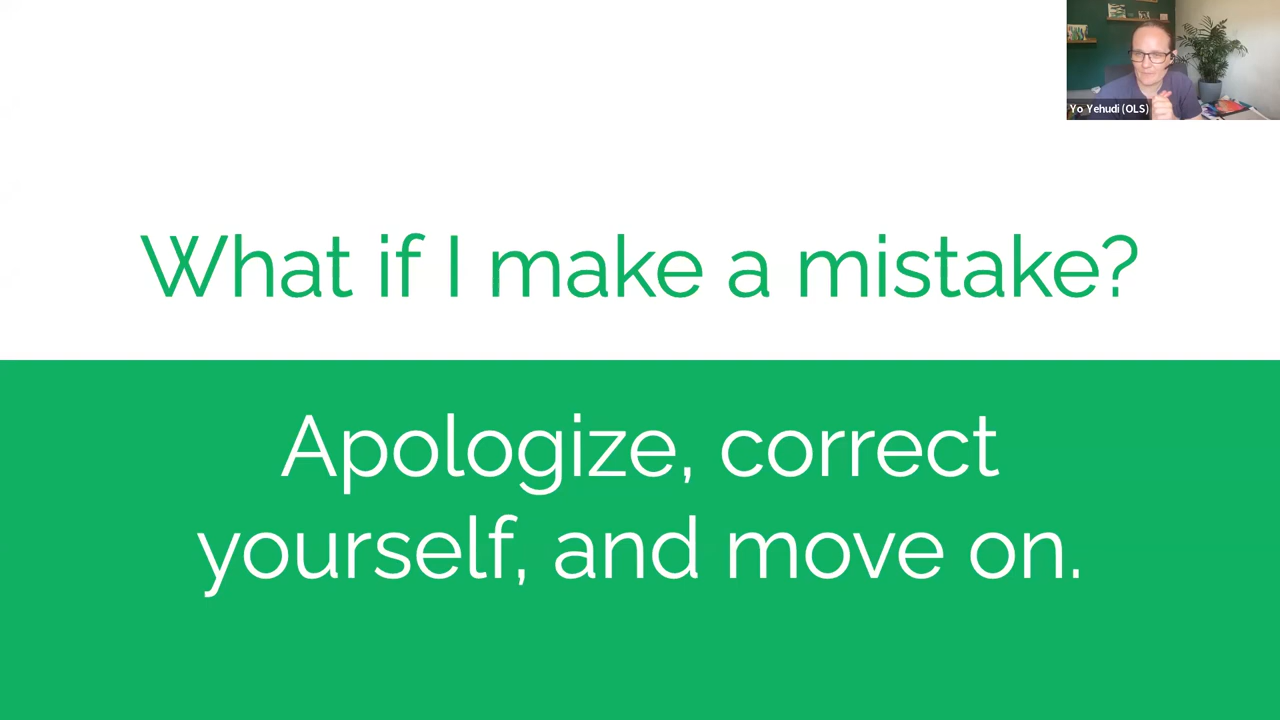 Yo Yehudi (OLS)
What if I make a mistake?
Apologize, correct
yourself, and move on.